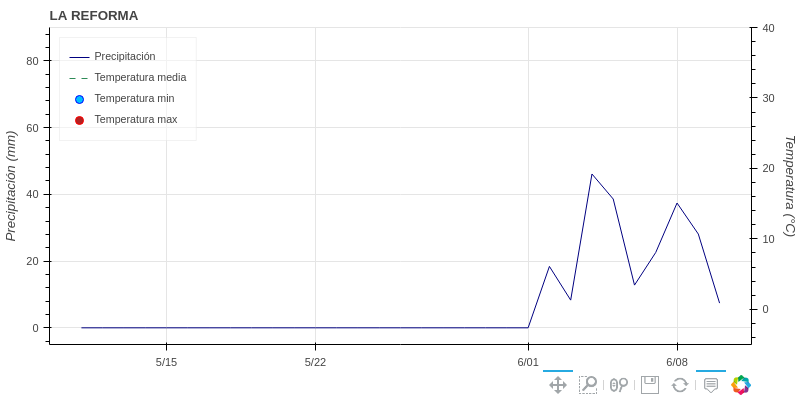 LA REFORMA
Precipitación
Temperatura media
Temperatura min
Temperatura max
Precipitación (mm)
80
60
40
20
0
Temperatura (°C)
40
30
20
10
0
5/15
5/22
6/01
6/08